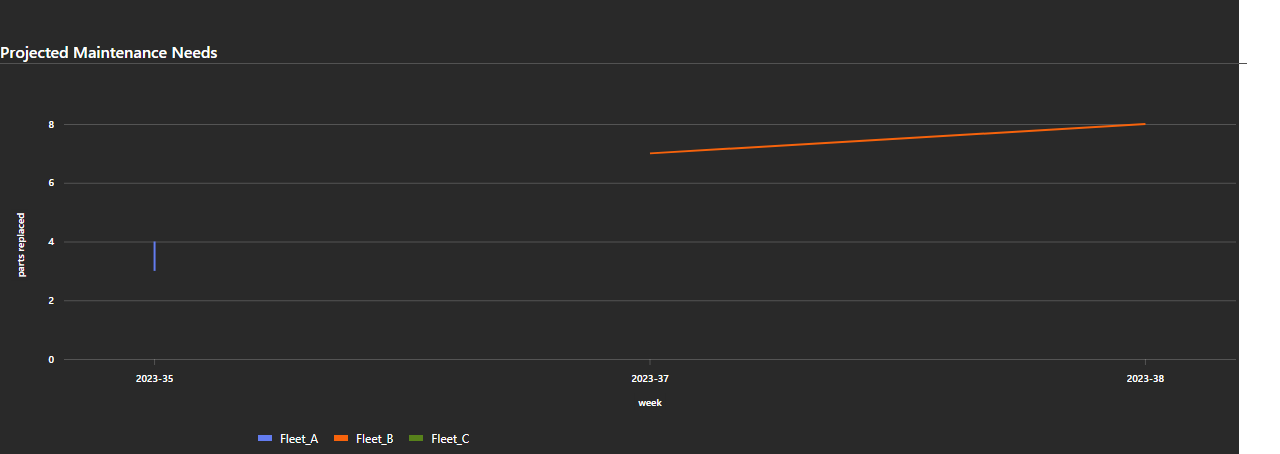 Projected Maintenance Needs
8
6
4
2
0
parts replaced
2023-35 2023-37 2023-38
week
Fleet_A Fleet_B Fleet_C